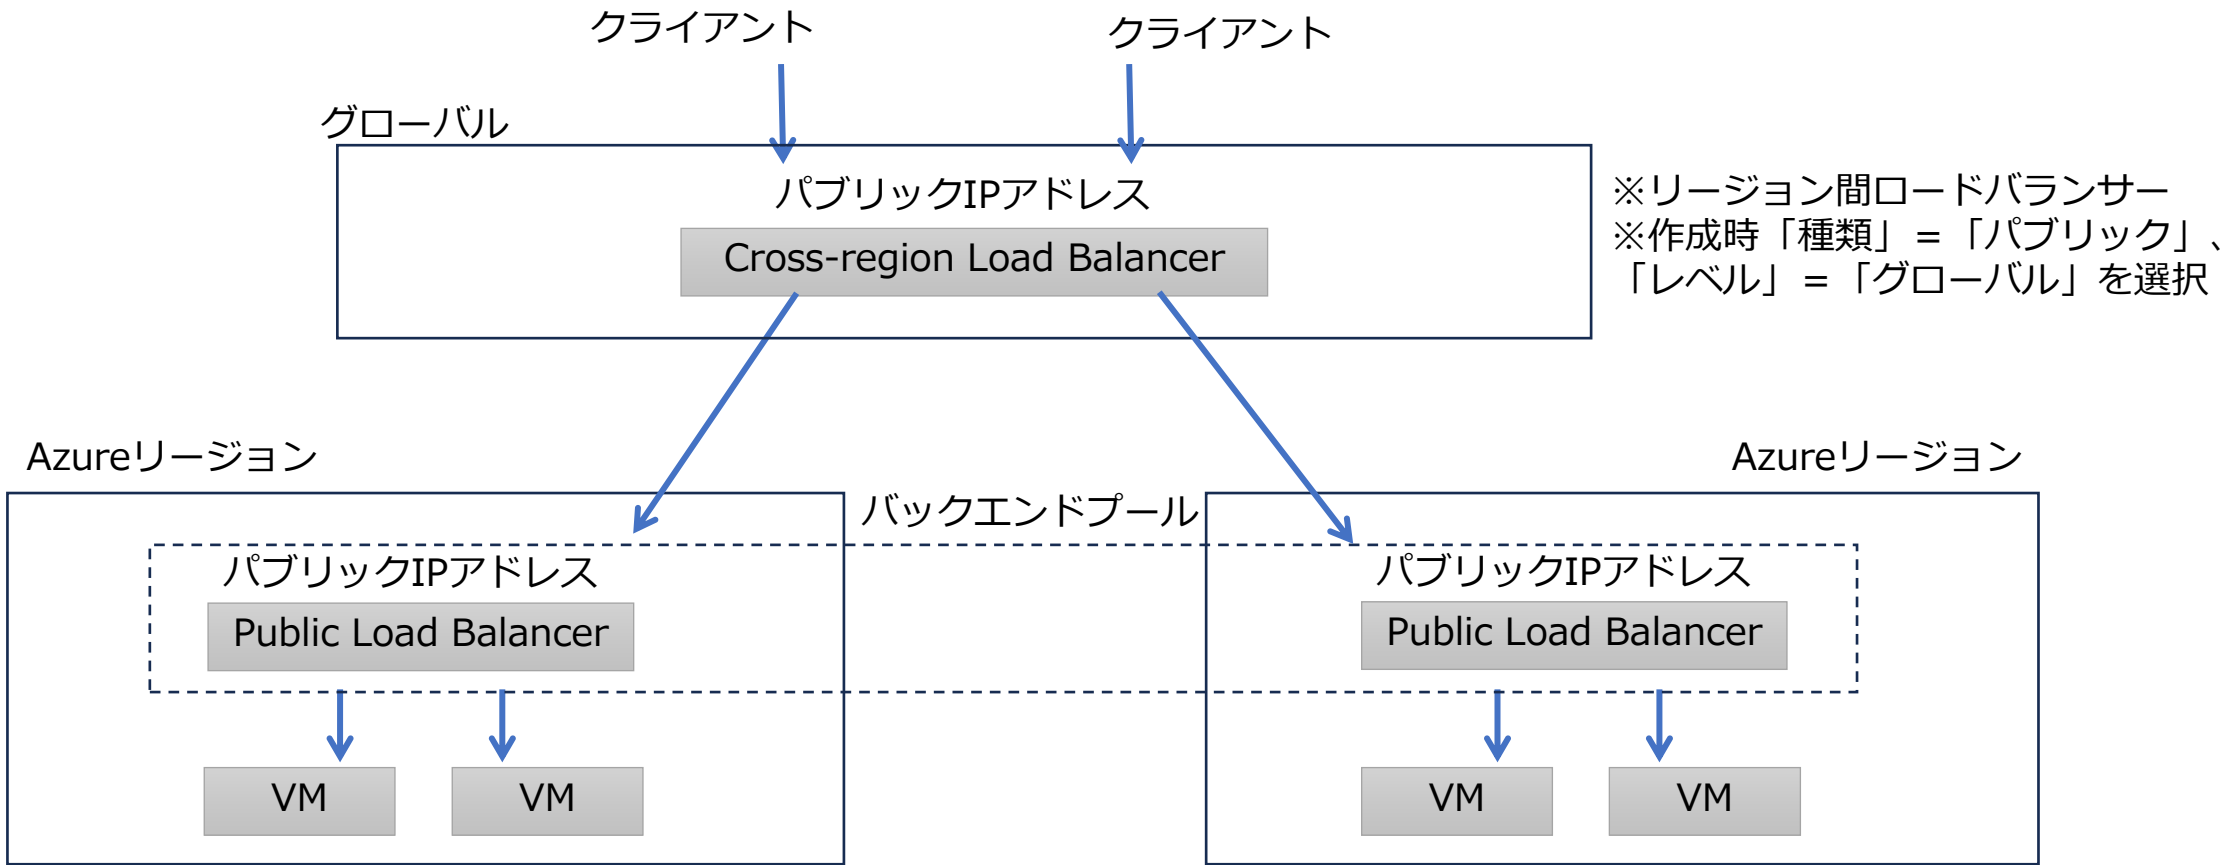 クライアント
クライアント
グローバル
パブリックIPアドレス
Cross-region Load Balancer
※リージョン間ロードバランサー
※作成時「種類」=「パブリック」、
「レベル」=「グローバル」を選択
Azureリージョン
Azureリージョン
バックエンドプール
パブリックIPアドレス
Public Load Balancer
パブリックIPアドレス
Public Load Balancer
VM
VM
VM
VM